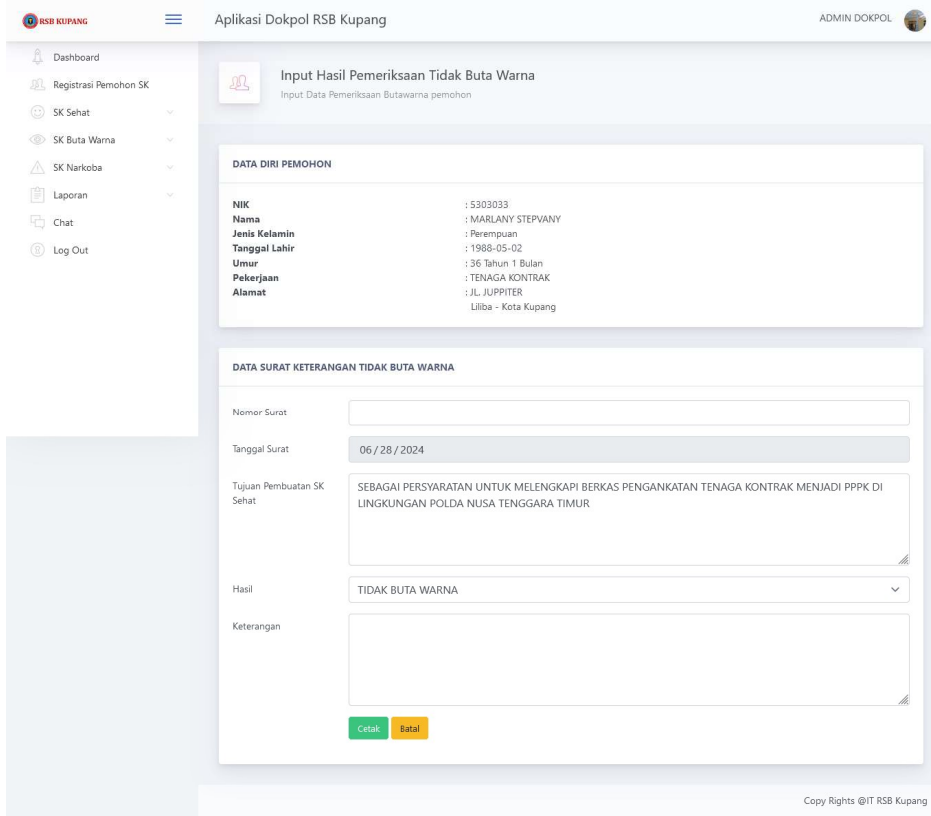 RSB KUPANG
Aplikasi Dokpol RSB Kupang
ADMIN DOKPOL
Dashboard
Registrasi Pemohon SK
SK Sehat
SK Buta Warna
SK Narkoba
Laporan
Chat
Log Out
Input Hasil Pemeriksaan Tidak Buta Warna
Input Data Pemeriksaan Butawarna pemohon
DATA DIRI PEMOHON
NIK : 5303033
Nama : MARLANY STEPVANY
Jenis Kelamin : Perempuan
Tanggal Lahir : 1988-05-02
Umur : 36 Tahun 1 Bulan
Pekerjaan : TENAGA KONTRAK
Alamat : JL. JUPPITER
Liliba - Kota Kupang
DATA SURAT KETERANGAN TIDAK BUTA WARNA
Nomor Surat
Tanggal Surat 06/28/2024
Tujuan Pembuatan SK
Sehat
SEBAGAI PERSYARATAN UNTUK MELENGKAPI BERKAS PENGANKATAN TENAGA KONTRAK MENJADI PPPK DI
LINGKUNGAN POLDA NUSA TENGGARA TIMUR
Hasil TIDAK BUTA WARNA
Keterangan
Cetak Batal
Copy Rights @IT RSB Kupang